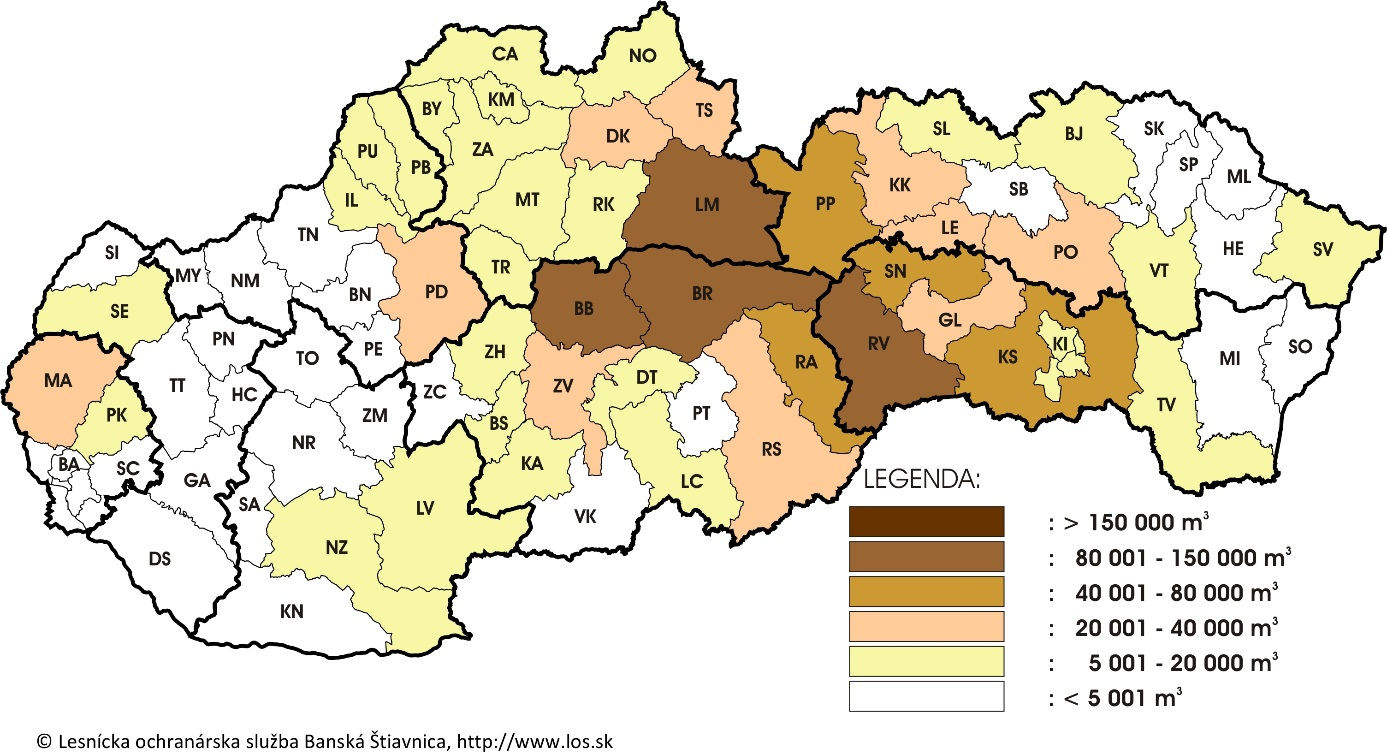 CA
NO
KM
BY
TS
DK
SL
BJ
SK
ZA
PU
PB
SP
ML
KK
SB
IL
MT
RK
LM
PP
LE
TN
PO
HE
SV
SI
MY
NM
TR
SN
VT
BN
PD
BB
BR
SE
GL
PN
PE
TO
ZH
RV
KS
KI
MI
SO
MA
TT
HC
ZC
ZV
DT
RA
PK
ZM
BS
PT
TV
NR
BA
SC
GA
KA
RS
LC
SA
LV
VK
NZ
DS
KN
LEGENDA:
: > 150 000 m³
: 80 001 - 150 000 m³
: 40 001 - 80 000 m³
: 20 001 - 40 000 m³
: 5 001 - 20 000 m³
: < 5 001 m³
© Lesnícka ochranárska služba Banská Štiavnica, http://www.los.sk